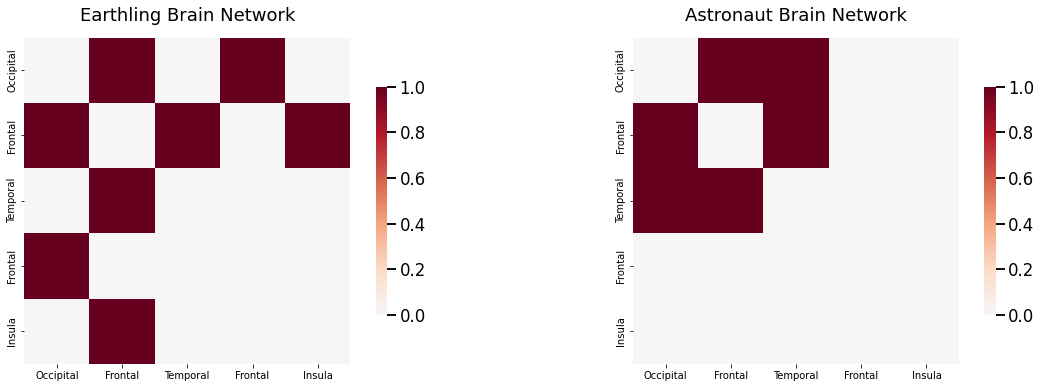 Earthling Brain Network
Astronaut Brain Network
Occipital
Frontal
Temporal
Frontal
Insula
Occipital
Frontal
Temporal
Frontal
Insula
1.0
0.8
0.6
0.4
0.2
0.0
Occipital
Frontal
Temporal
Frontal
Insula
Occipital
Frontal
Temporal
Frontal
Insula
1.0
0.8
0.6
0.4
0.2
0.0